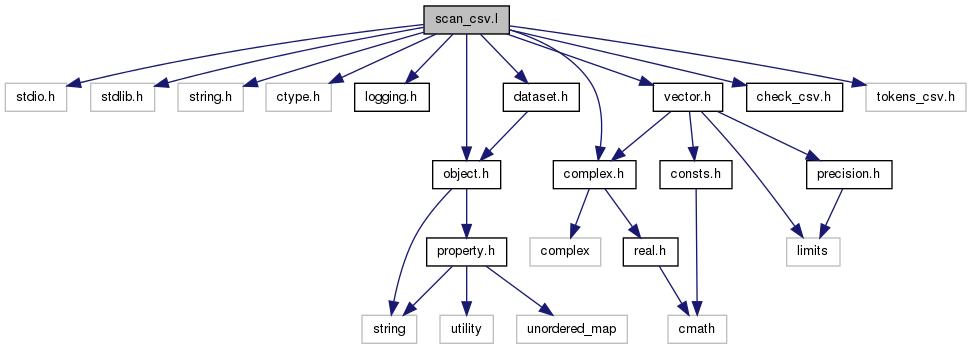 scan_csv.l
stdio.h
stdlib.h
string.h
ctype.h
logging.h
dataset.h
vector.h
check_csv.h
tokens_csv.h
object.h
complex.h
consts.h
precision.h
property.h
complex
real.h
limits
string
utility
unordered_map
cmath